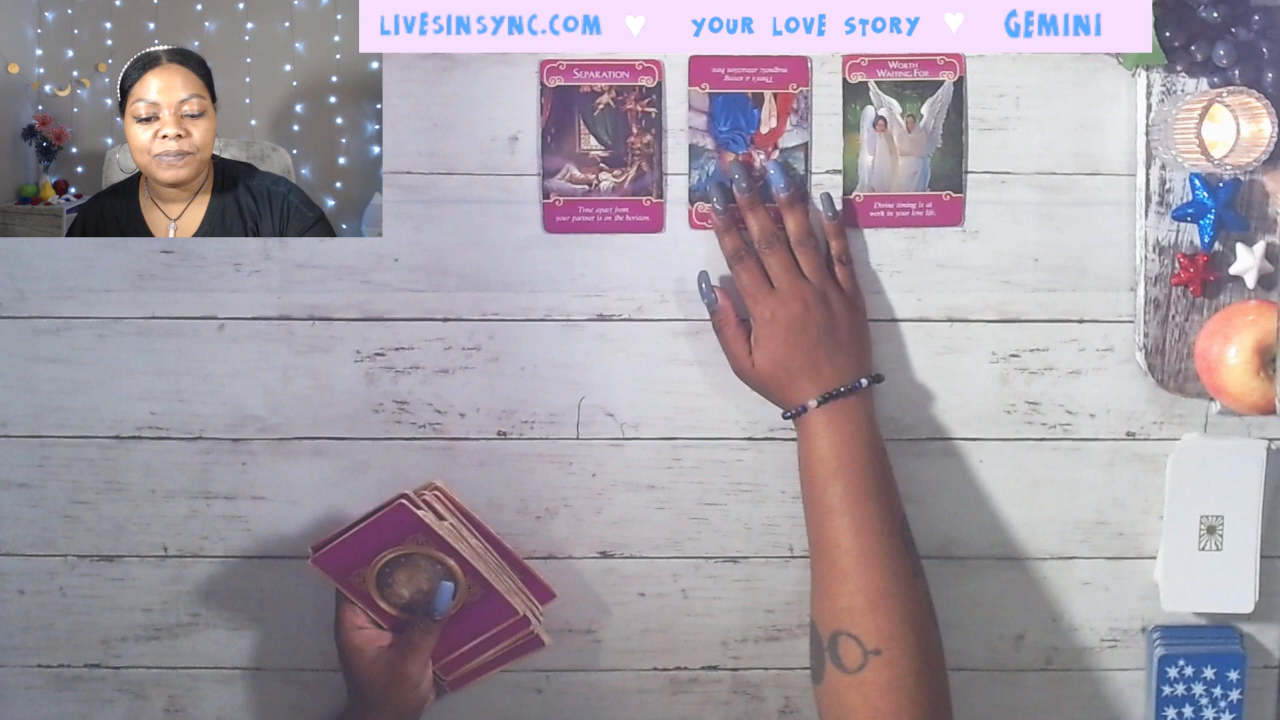 LIVESINSYNC.COM YOUR LOVE STORY GEMINI
SEPARATION
Time apart from
your partner is on the horizon.
There's a strong
magnetic attraction here
WORTH
WAITING FOR
Divine timing is at
work in your love life.